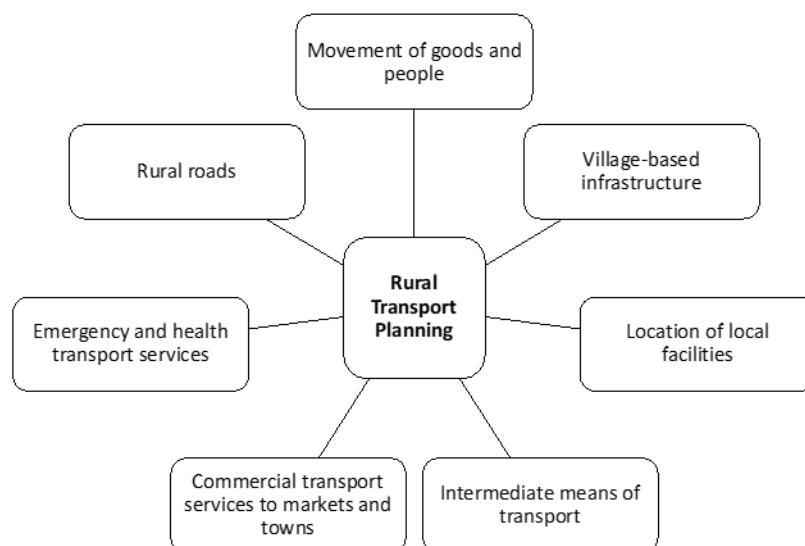 Movement of goods and
people
Rural roads
Village-based
infrastructure
Rural
Transport
Planning
Emergency and health
transport services
Location of local
facilities
Commercial transport
services to markets and
towns
Intermediate means of
transport